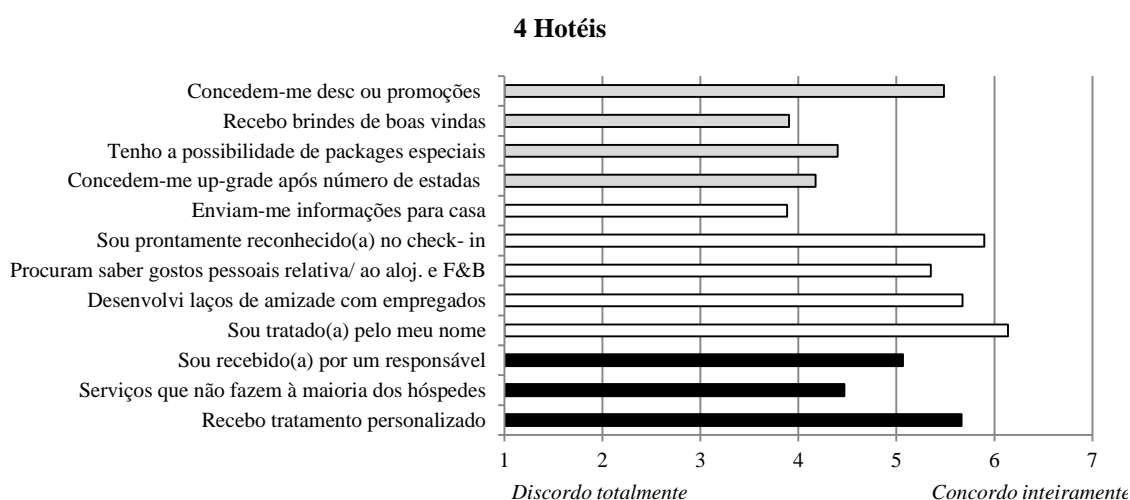 4 Hotéis
Concedem-me desc ou promoções
Recebo brindes de boas vindas
Tenho a possibilidade de packages especiais
Concedem-me up-grade após número de estadas
Enviam-me informações para casa
Sou prontamente reconhecido(a) no check- in
Procuram saber gostos pessoais relativa/ ao aloj. e F&B
Desenvolvi laços de amizade com empregados
Sou tratado(a) pelo meu nome
Sou recebido(a) por um responsável
Serviços que não fazem à maioria dos hóspedes
Recebo tratamento personalizado
1 2 3 4 5 6 7
Discordo totalmente Concordo inteiramente